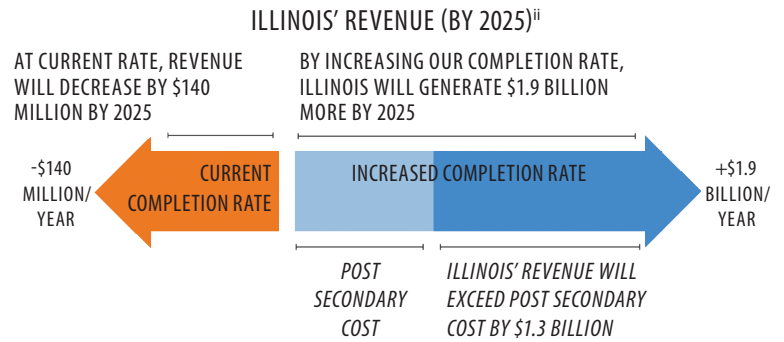 ILLINOIS' REVENUE (BY 2025)ii
AT CURRENT RATE, REVENUE
WILL DECREASE BY $140
MILLION BY 2025
BY INCREASING OUR COMPLETION RATE,
ILLINOIS WILL GENERATE $1.9 BILLION
MORE BY 2025
-$140
MILLION/
YEAR
CURRENT
COMPLETION RATE
INCREASED COMPLETION RATE
+$1.9
BILLION/
YEAR
POST
SECONDARY
COST
ILLINOIS' REVENUE WILL
EXCEED POST SECONDARY
COST BY $1.3 BILLION